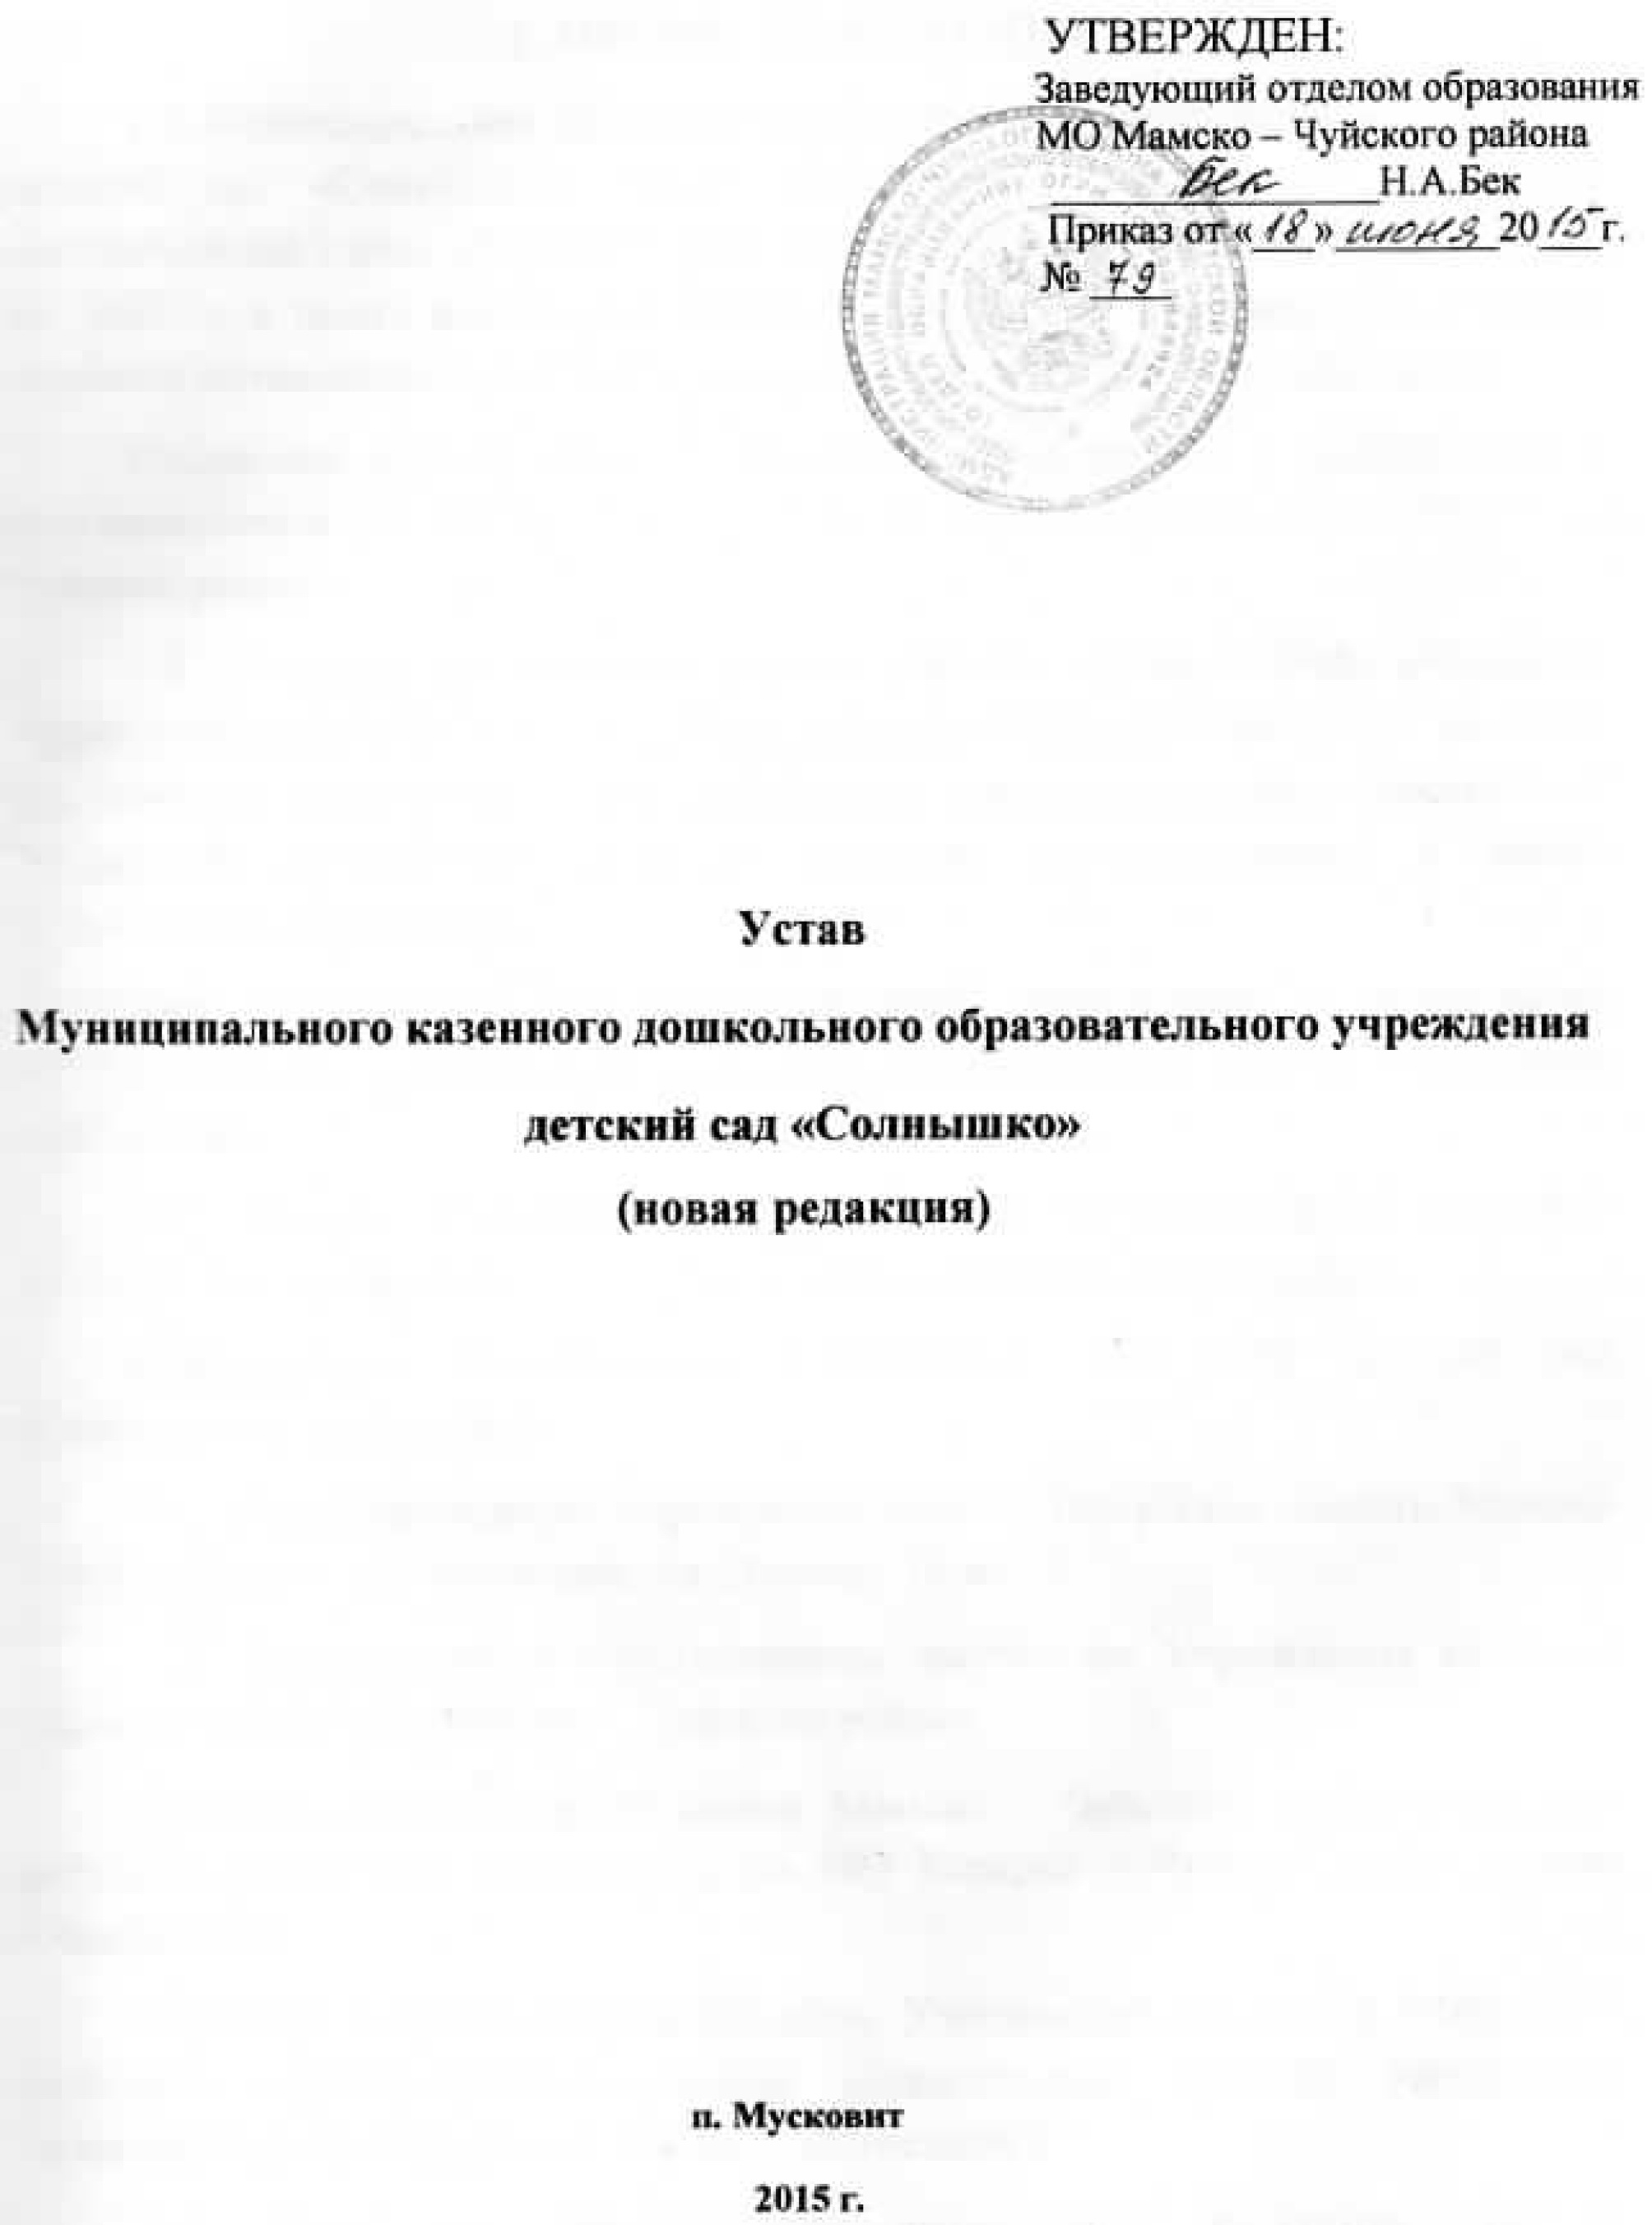 УТВЕРЖДЕН:
Заведующий отделом образования
МО Мамско – Чуйского района
Бек Н.А.Бек
Приказ от «18» июня 2015 г.
№ 79
Устав
Муниципального казенного дошкольного образовательного учреждения
детский сад «Солнышко»
(новая редакция)
п. Мусковит
2015 г.